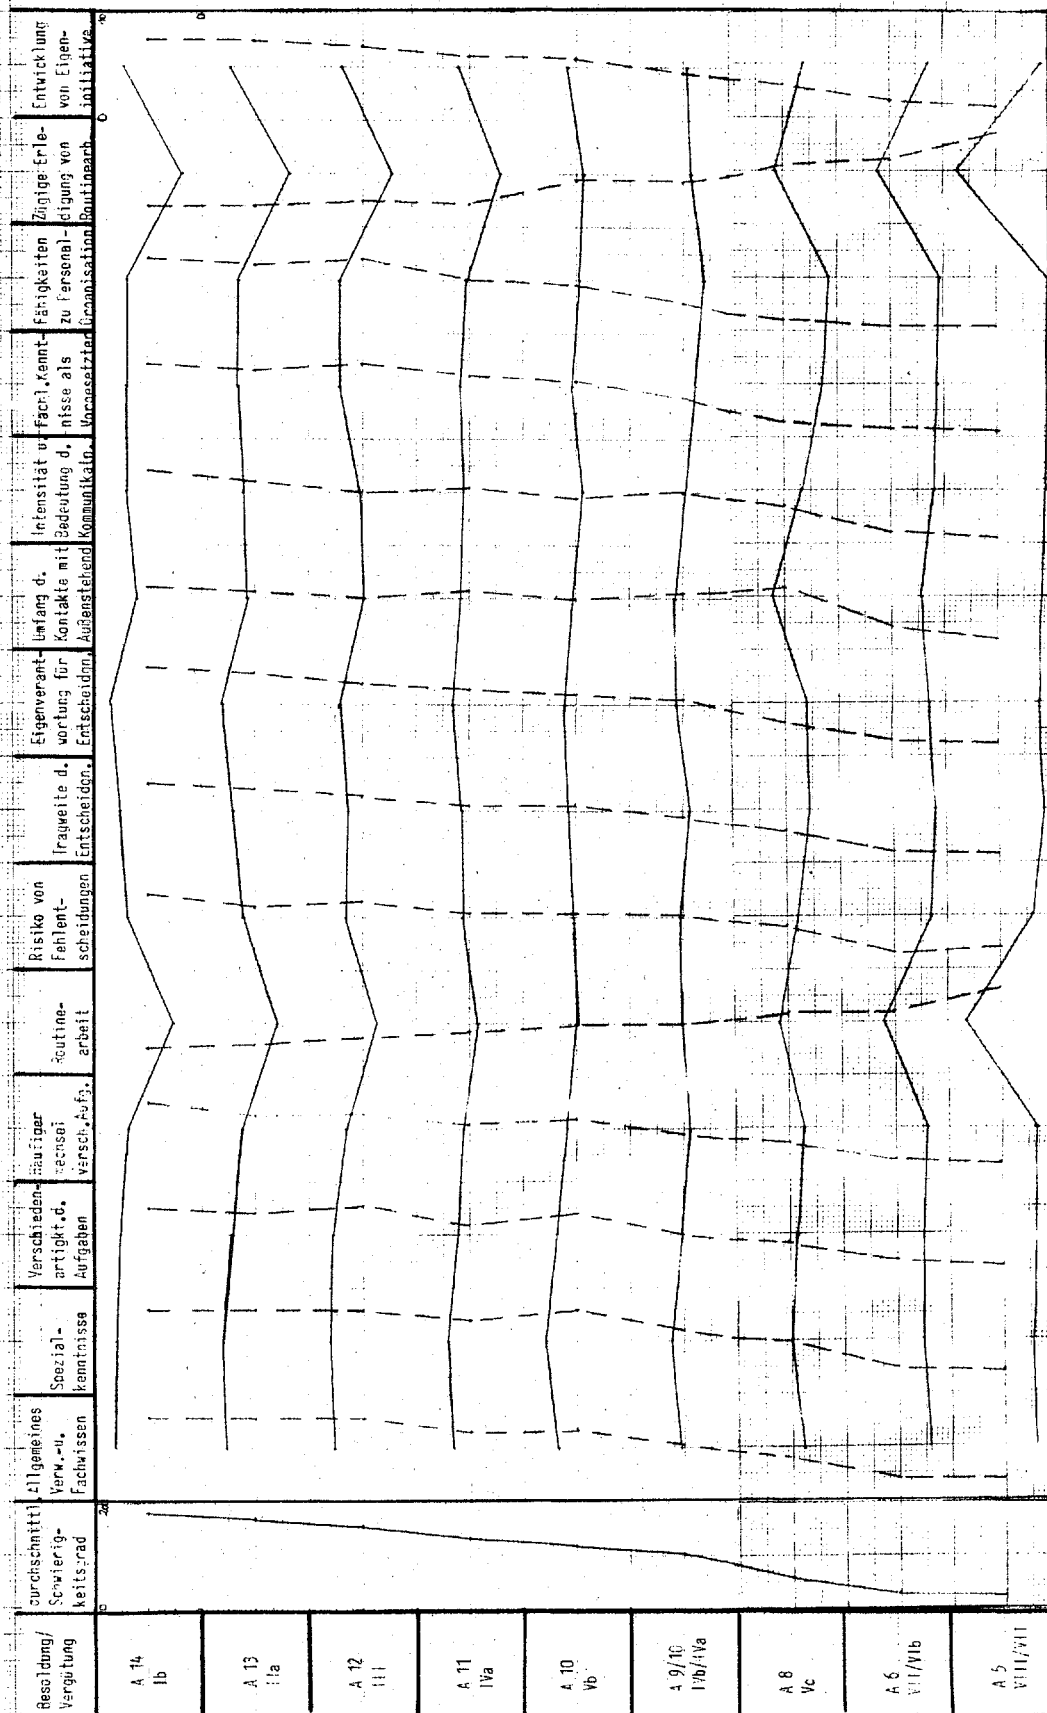 Besoldung/
Vergütung
durchschnittl.
Schwierig-
keitsgrad
Allgemeines
Verw.-u.
Fachwissen
Spezial-
kenntnisse
Verschieden-
artigkt.d.
Aufgaben
Häufiger
Wechsel
versch.Aufg.
Routine-
arbeit
Risiko von
Fehlent-
scheidungen
Tragweite d.
Entscheidgn.
Eigenverant-
wortung für
Entscheidgn.
Umfang d.
Kontakte mit
Außenstehend
Intensität u.
Bedeutung d.
Kommunikatn.
Fachl.Kennt-
nisse als
Vorgesetzter
Fähigkeiten
zu Personal-
Organisation
Zügige Erle-
digung von
Routinearb.
Entwicklung
von Eigen-
initiative
0
20
0
10
0
A 14
Ib
A 13
IIa
A 12
III
A 11
IVa
A 10
Vb
A 9/10
IVb/IVa
A 8
Vc
A 6
VII/VIb
A 5
VIII/VII